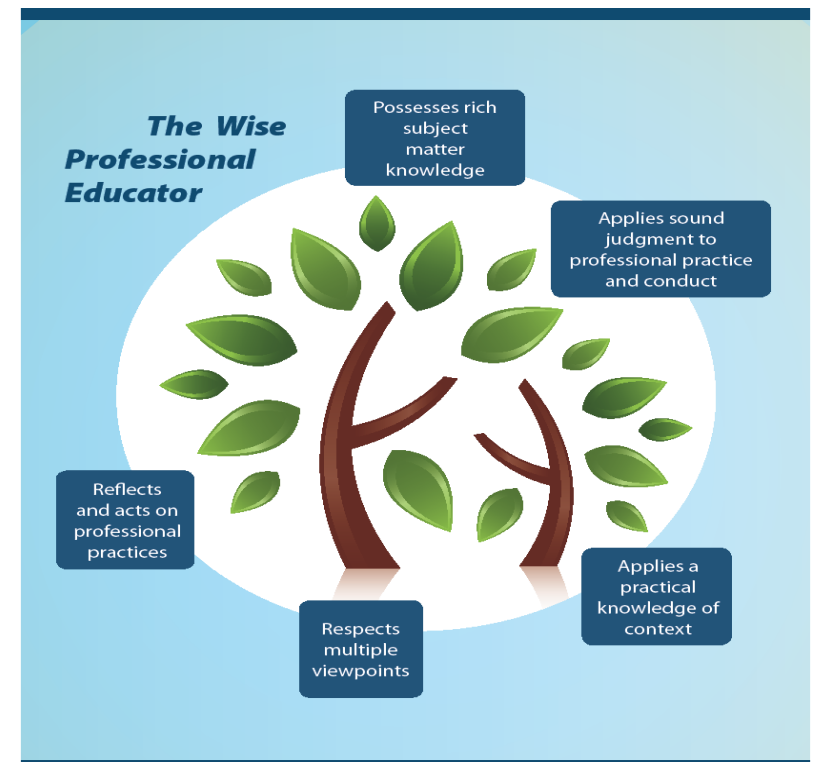 The Wise
Professional
Educator
Possesses rich
subject
matter
knowledge
Applies sound
judgment to
professional practice
and conduct
Reflects
and acts on
professional
practices
Applies a
practical
knowledge of
context
Respects
multiple
viewpoints